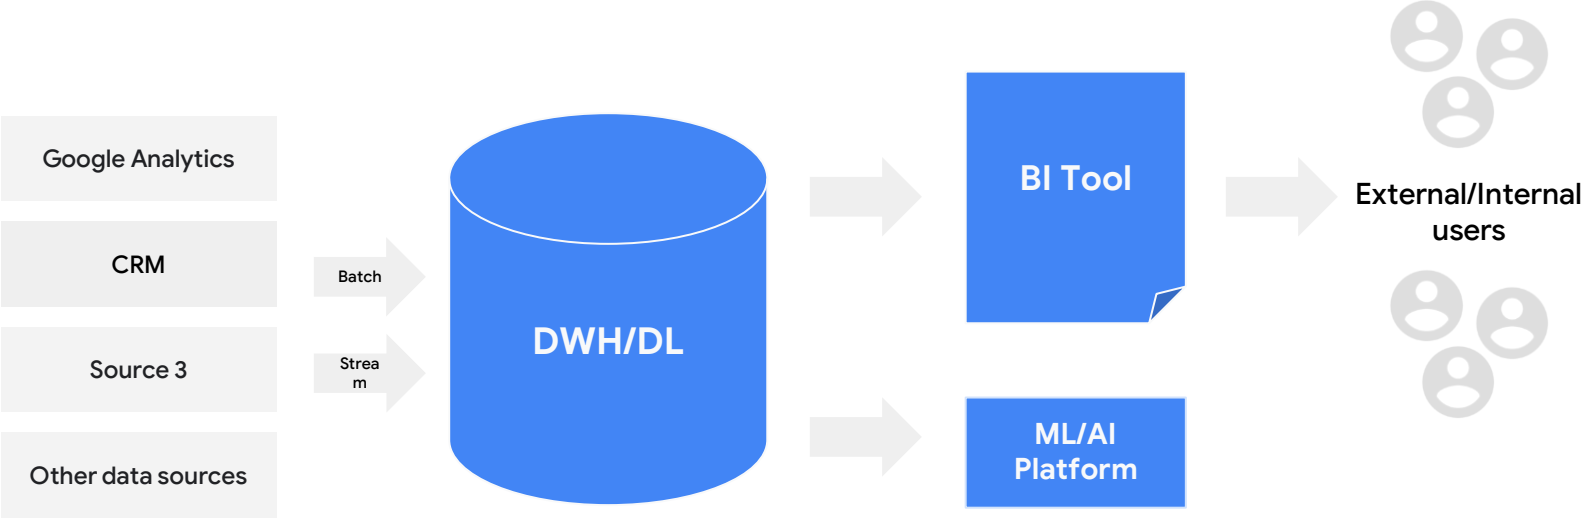 Google Analytics
CRM
Source 3
Other data sources
Batch
Strea
m
DWH/DL
BI Tool
ML/AI
Platform
External/Internal
users